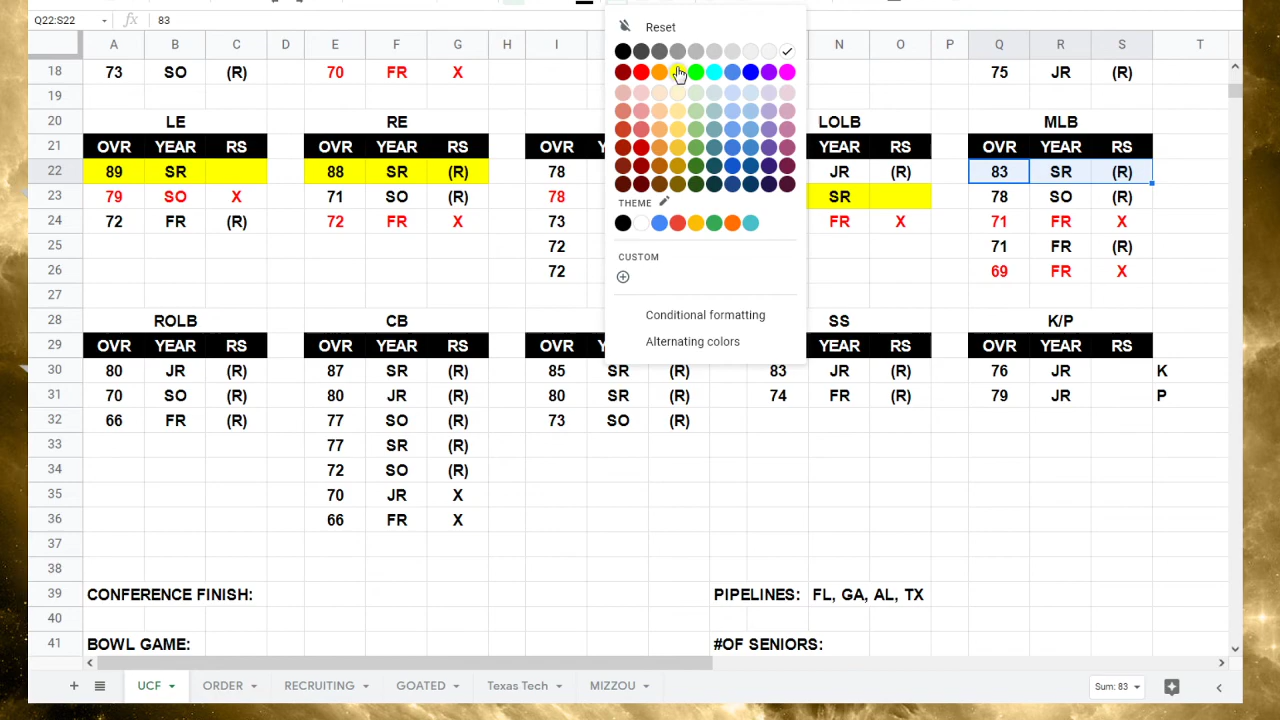 Q22:S22 fx 83
Reset
A B C D E F G H I N O P Q R S T
18 73 SO (R) 70 FR X 75 JR (R)
19
20 LE RE LOLB MLB
21 OVR YEAR RS OVR YEAR RS OVR YEAR RS OVR YEAR RS
22 89 SR 88 SR (R) 78 JR (R) 83 SR (R)
23 79 SO X 71 SO (R) 78 SR 78 SO (R)
THEME
24 72 FR (R) 72 FR X 73 FR X 71 FR X
25 72 71 FR (R)
CUSTOM
26 72 69 FR X
27
Conditional formatting
28 ROLB CB SS K/P
Alternating colors
29 OVR YEAR RS OVR YEAR RS OVR YEAR RS OVR YEAR RS
30 80 JR (R) 87 SR (R) 85 SR (R) 83 JR (R) 76 JR K
31 70 SO (R) 80 JR (R) 80 SR (R) 74 FR (R) 79 JR P
32 66 FR (R) 77 SO (R) 73 SO (R)
33 77 SR (R)
34 72 SO (R)
35 70 JR X
36 66 FR X
37
38
39 CONFERENCE FINISH: PIPELINES: FL, GA, AL, TX
40
41 BOWL GAME: #OF SENIORS:
UCF ORDER RECRUITING GOATED Texas Tech MIZZOU Sum: 83